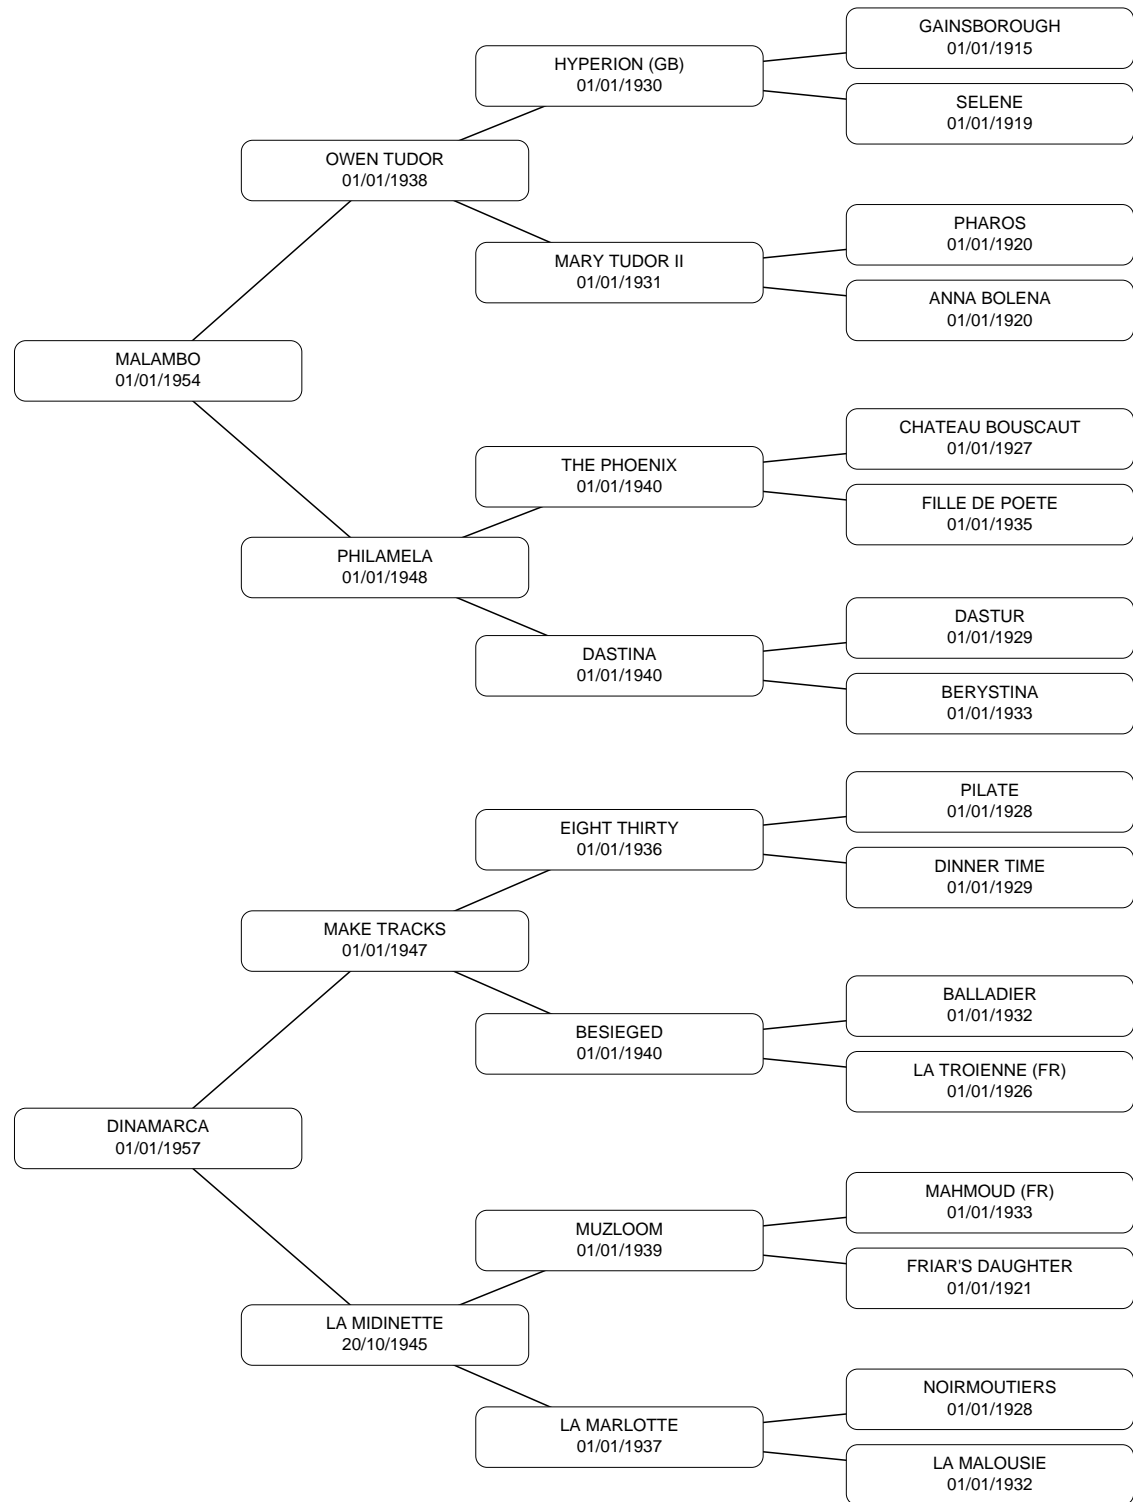 GAINSBOROUGH
01/01/1915
HYPERION (GB)
01/01/1930
SELENE
01/01/1919
OWEN TUDOR
01/01/1938
PHAROS
01/01/1920
MARY TUDOR II
01/01/1931
ANNA BOLENA
01/01/1920
MALAMBO
01/01/1954
CHATEAU BOUSCAUT
01/01/1927
THE PHOENIX
01/01/1940
FILLE DE POETE
01/01/1935
PHILAMELA
01/01/1948
DASTUR
01/01/1929
DASTINA
01/01/1940
BERYSTINA
01/01/1933
PILATE
01/01/1928
EIGHT THIRTY
01/01/1936
DINNER TIME
01/01/1929
MAKE TRACKS
01/01/1947
BALLADIER
01/01/1932
BESIEGED
01/01/1940
LA TROIENNE (FR)
01/01/1926
DINAMARCA
01/01/1957
MAHMOUD (FR)
01/01/1933
MUZLOOM
01/01/1939
FRIAR'S DAUGHTER
01/01/1921
LA MIDINETTE
20/10/1945
NOIRMOUTIERS
01/01/1928
LA MARLOTTE
01/01/1937
LA MALOUSIE
01/01/1932